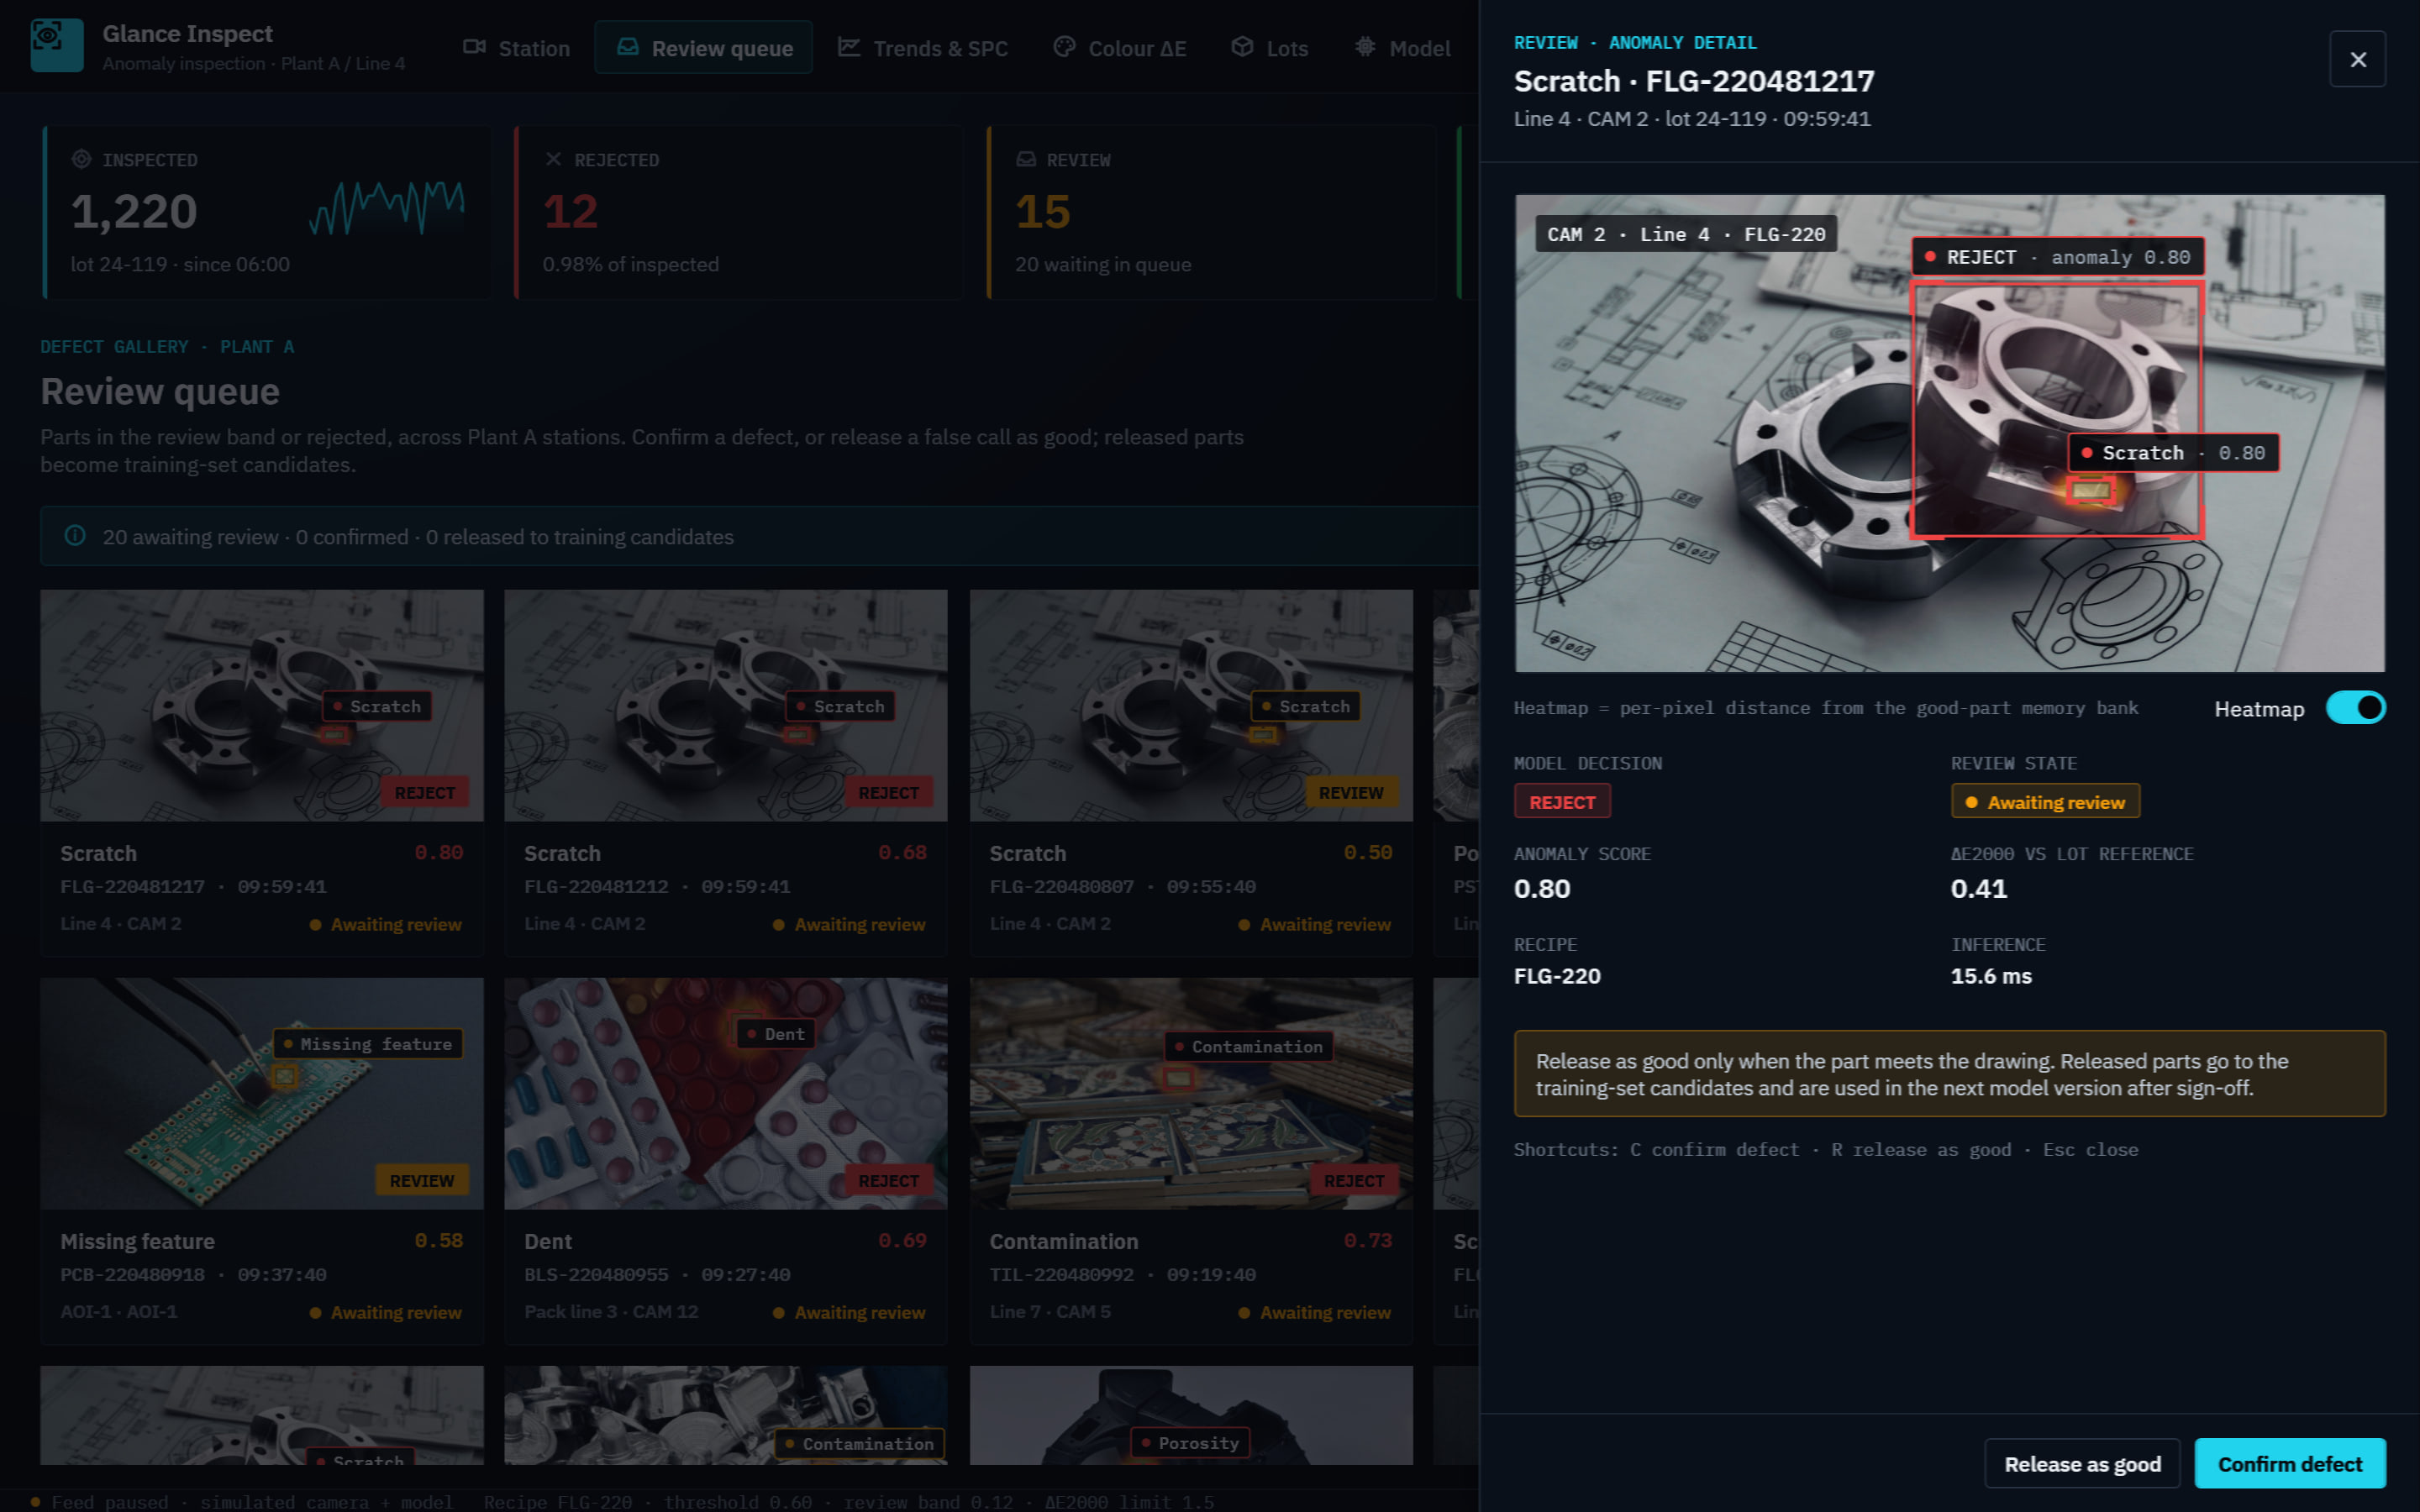 Glance Inspect
Anomaly inspection · Plant A / Line 4
Station
Review queue
Trends & SPC
Colour ΔE
Lots
Model
INSPECTED
1,220
lot 24-119 · since 06:00
REJECTED
12
0.98% of inspected
REVIEW
15
20 waiting in queue
DEFECT GALLERY · PLANT A
Review queue
Parts in the review band or rejected, across Plant A stations. Confirm a defect, or release a false call as good; released parts
become training-set candidates.
20 awaiting review · 0 confirmed · 0 released to training candidates
Scratch
REJECT
Scratch 0.80
FLG-220481217 · 09:59:41
Line 4 · CAM 2 Awaiting review
Scratch
REJECT
Scratch 0.68
FLG-220481212 · 09:59:41
Line 4 · CAM 2 Awaiting review
Scratch
REVIEW
Scratch 0.50
FLG-220480807 · 09:55:40
Line 4 · CAM 2 Awaiting review
Missing feature
REVIEW
Missing feature 0.58
PCB-220480918 · 09:37:40
AOI-1 · AOI-1 Awaiting review
Dent
REJECT
Dent 0.69
BLS-220480955 · 09:27:40
Pack line 3 · CAM 12 Awaiting review
Contamination
REJECT
Contamination 0.73
TIL-220480992 · 09:19:40
Line 7 · CAM 5 Awaiting review
Scratch
Contamination
Porosity
Feed paused · simulated camera + model Recipe FLG-220 · threshold 0.60 · review band 0.12 · ΔE2000 limit 1.5
REVIEW · ANOMALY DETAIL
Scratch · FLG-220481217
Line 4 · CAM 2 · lot 24-119 · 09:59:41
CAM 2 · Line 4 · FLG-220
REJECT · anomaly 0.80
Scratch · 0.80
Heatmap = per-pixel distance from the good-part memory bank
Heatmap
MODEL DECISION
REJECT
REVIEW STATE
Awaiting review
ANOMALY SCORE
0.80
ΔE2000 VS LOT REFERENCE
0.41
RECIPE
FLG-220
INFERENCE
15.6 ms
Release as good only when the part meets the drawing. Released parts go to the
training-set candidates and are used in the next model version after sign-off.
Shortcuts: C confirm defect · R release as good · Esc close
Release as good
Confirm defect